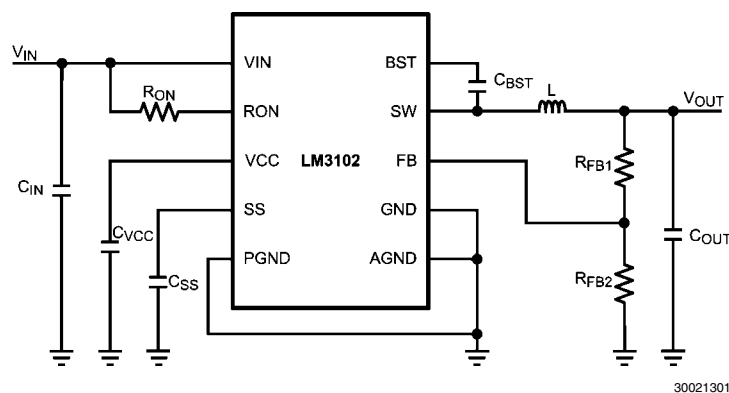 VIN
VIN
BST
CBST
RON
L
VOUT
RON
SW
VCC
LM3102
FB
RFB1
CIN
SS
GND
CVCC
COUT
PGND
AGND
CSS
RFB2
30021301